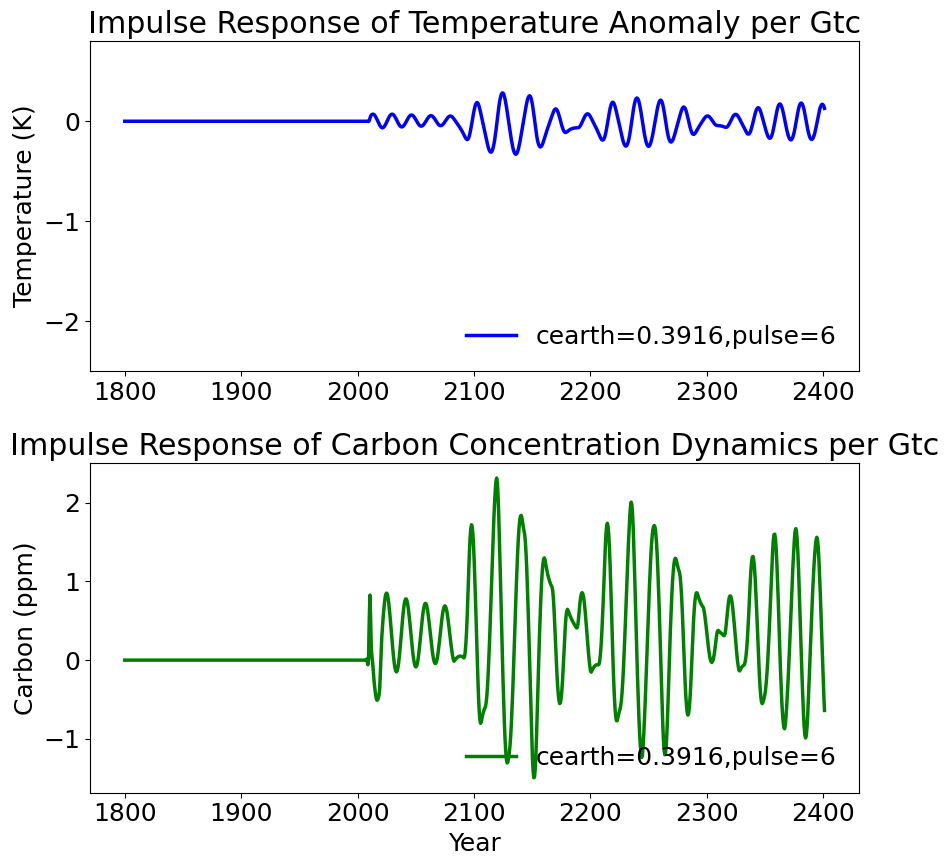 Impulse Response of Temperature Anomaly per Gtc
Temperature (K)
0
−1
−2
cearth=0.3916,pulse=6
1800 1900 2000 2100 2200 2300 2400
Impulse Response of Carbon Concentration Dynamics per Gtc
Carbon (ppm)
2
1
0
−1
cearth=0.3916,pulse=6
1800 1900 2000 2100 2200 2300 2400
Year